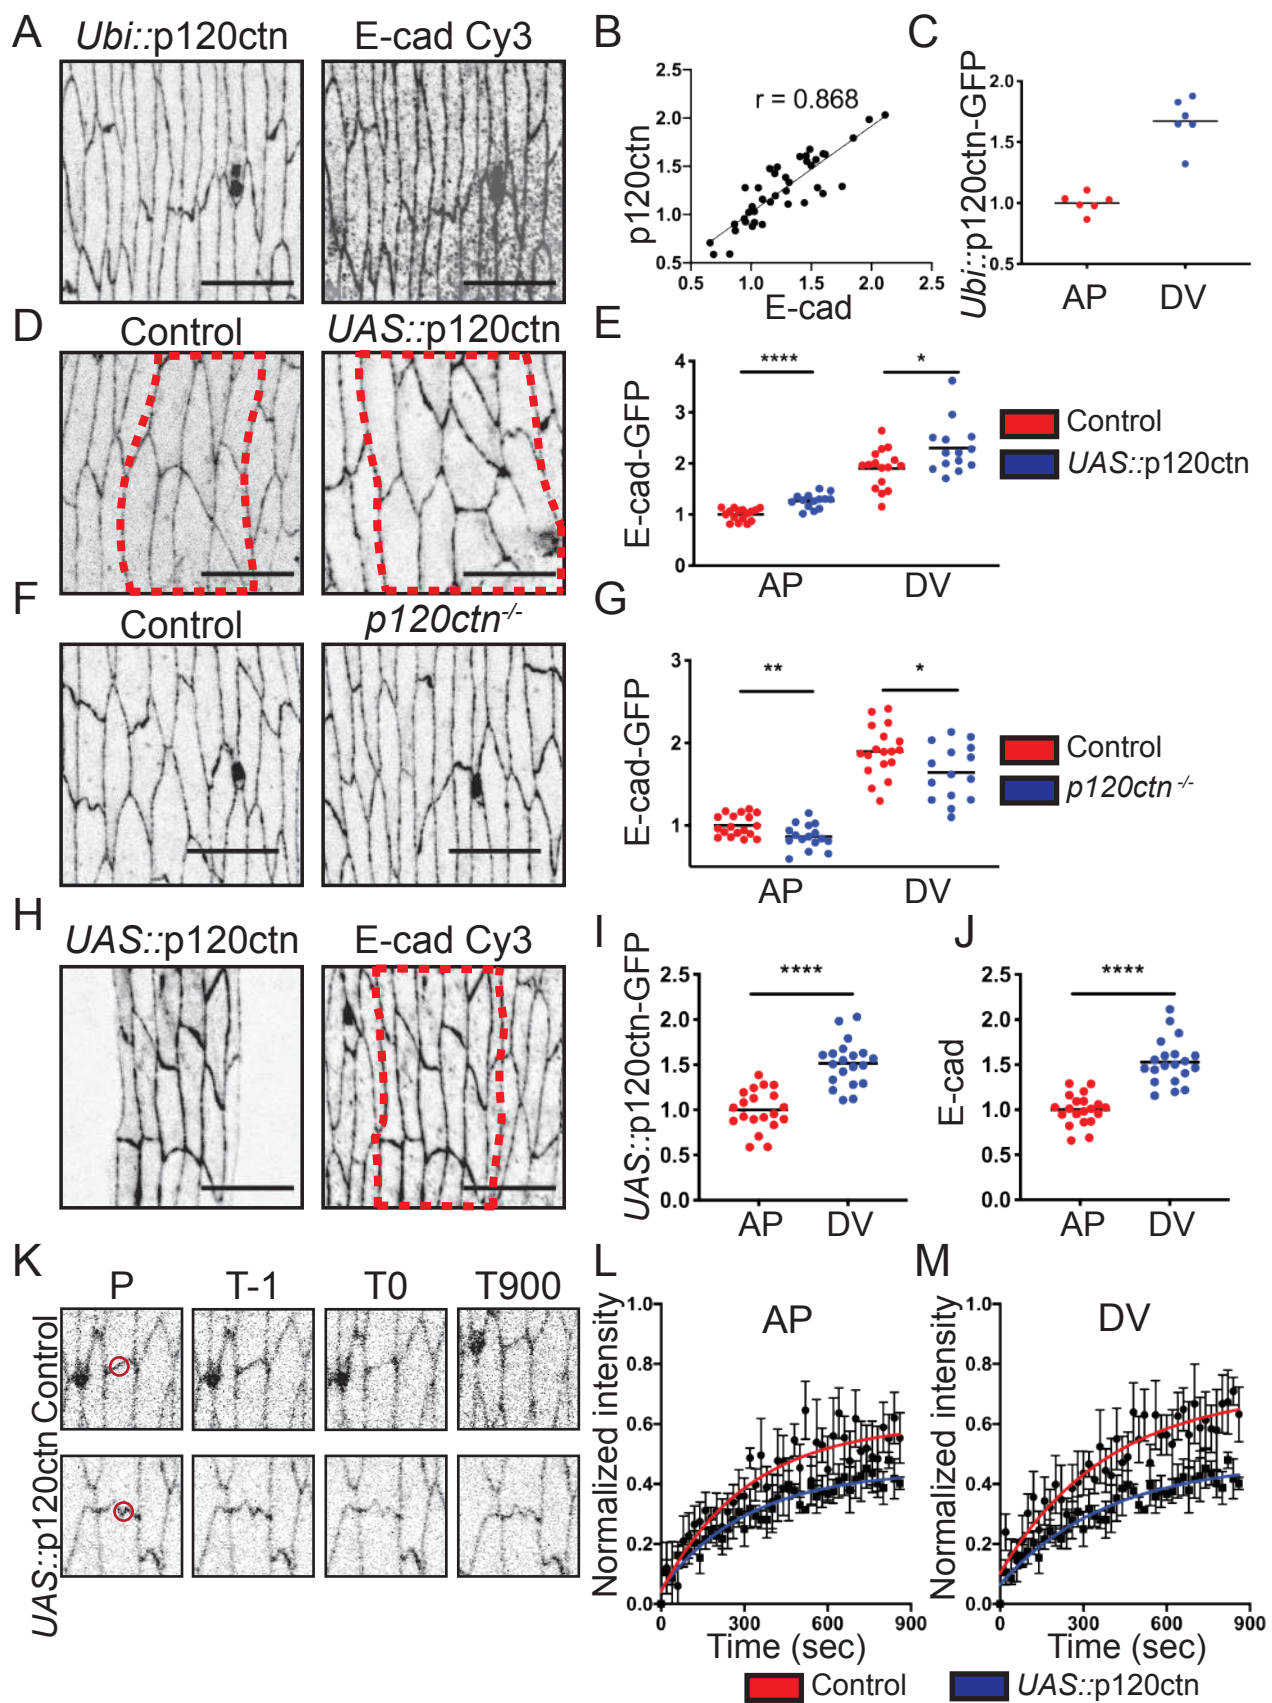 A
Ubi::p120ctn
E-cad Cy3
B
p120ctn
2.5
2.0
1.5
1.0
0.5
r = 0.868
0.5 1.0 1.5 2.0 2.5
E-cad
C
Ubi::p120ctn-GFP
2.0
1.5
1.0
0.5
AP DV
D
Control
UAS::p120ctn
E
E-cad-GFP
4
3
2
1
0
**** *
AP DV
Control
UAS::p120ctn
F
Control
p120ctn-/-
G
E-cad-GFP
3
2
1
** *
AP DV
Control
p120ctn-/-
H
UAS::p120ctn
E-cad Cy3
I
UAS::p120ctn-GFP
2.5
2.0
1.5
1.0
0.5
0.0
****
AP DV
J
E-cad
2.5
2.0
1.5
1.0
0.5
0.0
****
AP DV
K
P T-1 T0 T900
Control
UAS::p120ctn
L
AP
Normalized intensity
1.0
0.8
0.6
0.4
0.2
0.0
0 300 600 900
Time (sec)
M
DV
Normalized intensity
1.0
0.8
0.6
0.4
0.2
0.0
0 300 600 900
Time (sec)
Control
UAS::p120ctn